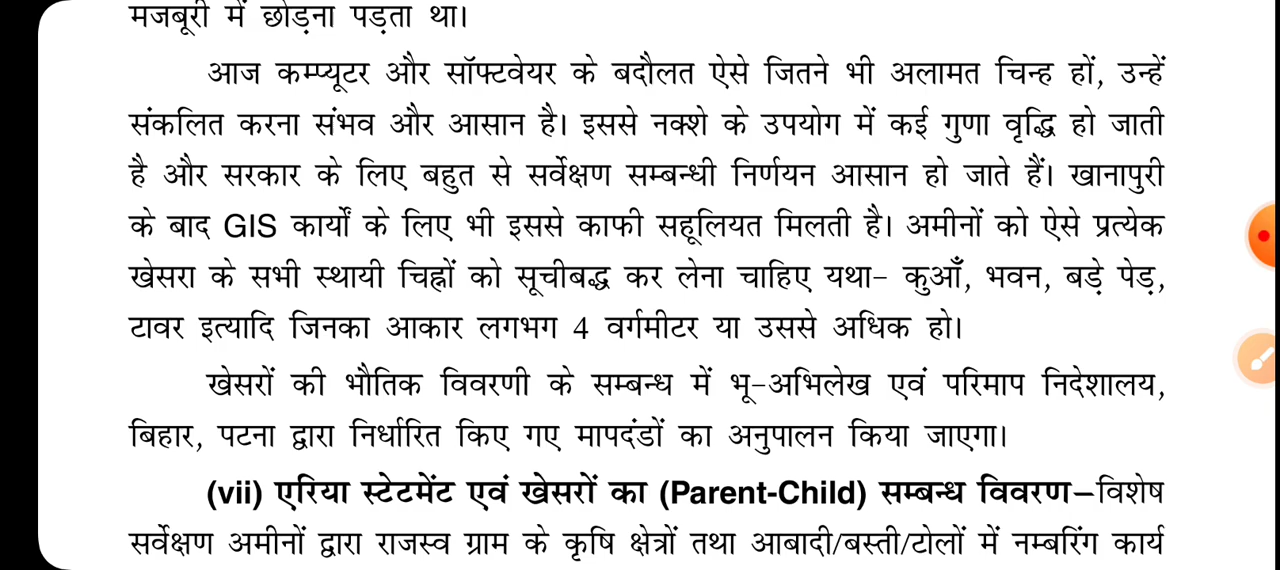 मजबूरी में छोड़ना पड़ता था।
आज कम्प्यूटर और सॉफ्टवेयर के बदौलत ऐसे जितने भी अलामत चिन्ह हों, उन्हें
संकलित करना संभव और आसान है। इससे नक्शे के उपयोग में कई गुणा वृद्धि हो जाती
है और सरकार के लिए बहुत से सर्वेक्षण सम्बन्धी निर्णयन आसान हो जाते हैं। खानापुरी
के बाद GIS कार्यों के लिए भी इससे काफी सहूलियत मिलती है। अमीनों को ऐसे प्रत्येक
खेसरा के सभी स्थायी चिह्नों को सूचीबद्ध कर लेना चाहिए यथा- कुआँ, भवन, बड़े पेड़,
टावर इत्यादि जिनका आकार लगभग 4 वर्गमीटर या उससे अधिक हो।
खेसरों की भौतिक विवरणी के सम्बन्ध में भू-अभिलेख एवं परिमाप निदेशालय,
बिहार, पटना द्वारा निर्धारित किए गए मापदंडों का अनुपालन किया जाएगा।
(vii) एरिया स्टेटमेंट एवं खेसरों का (Parent-Child) सम्बन्ध विवरण–विशेष
सर्वेक्षण अमीनों द्वारा राजस्व ग्राम के कृषि क्षेत्रों तथा आबादी/बस्ती/टोलों में नम्बरिंग कार्य